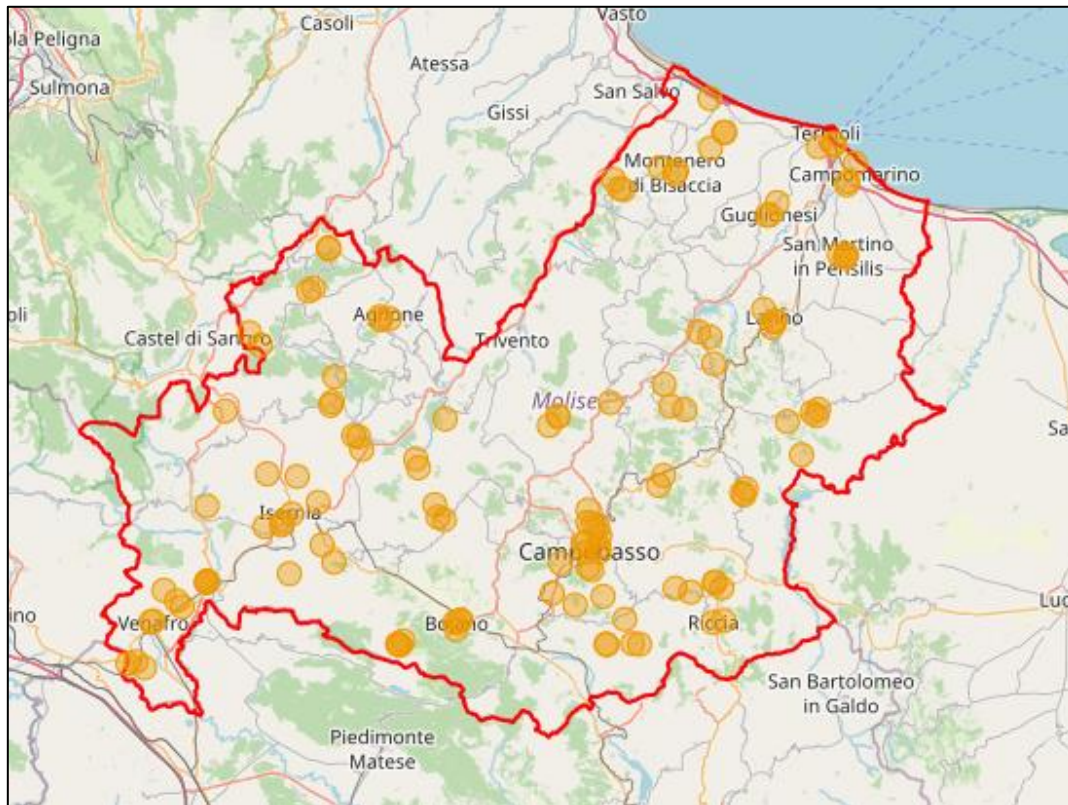 Vasto
Casoli
ola Peligna
Atessa
Sulmona
San Salvo
Gissi
Termoli
Montenero
di Bisaccia
Campomarino
Guglionesi
San Martino
in Pensilis
oli
Agnone
Larino
Castel di Sangro
Trivento
Molise
Sa
Isernia
Campobasso
Luc
ino
Venafro
Bojano
Riccia
San Bartolomeo
in Galdo
Piedimonte
Matese